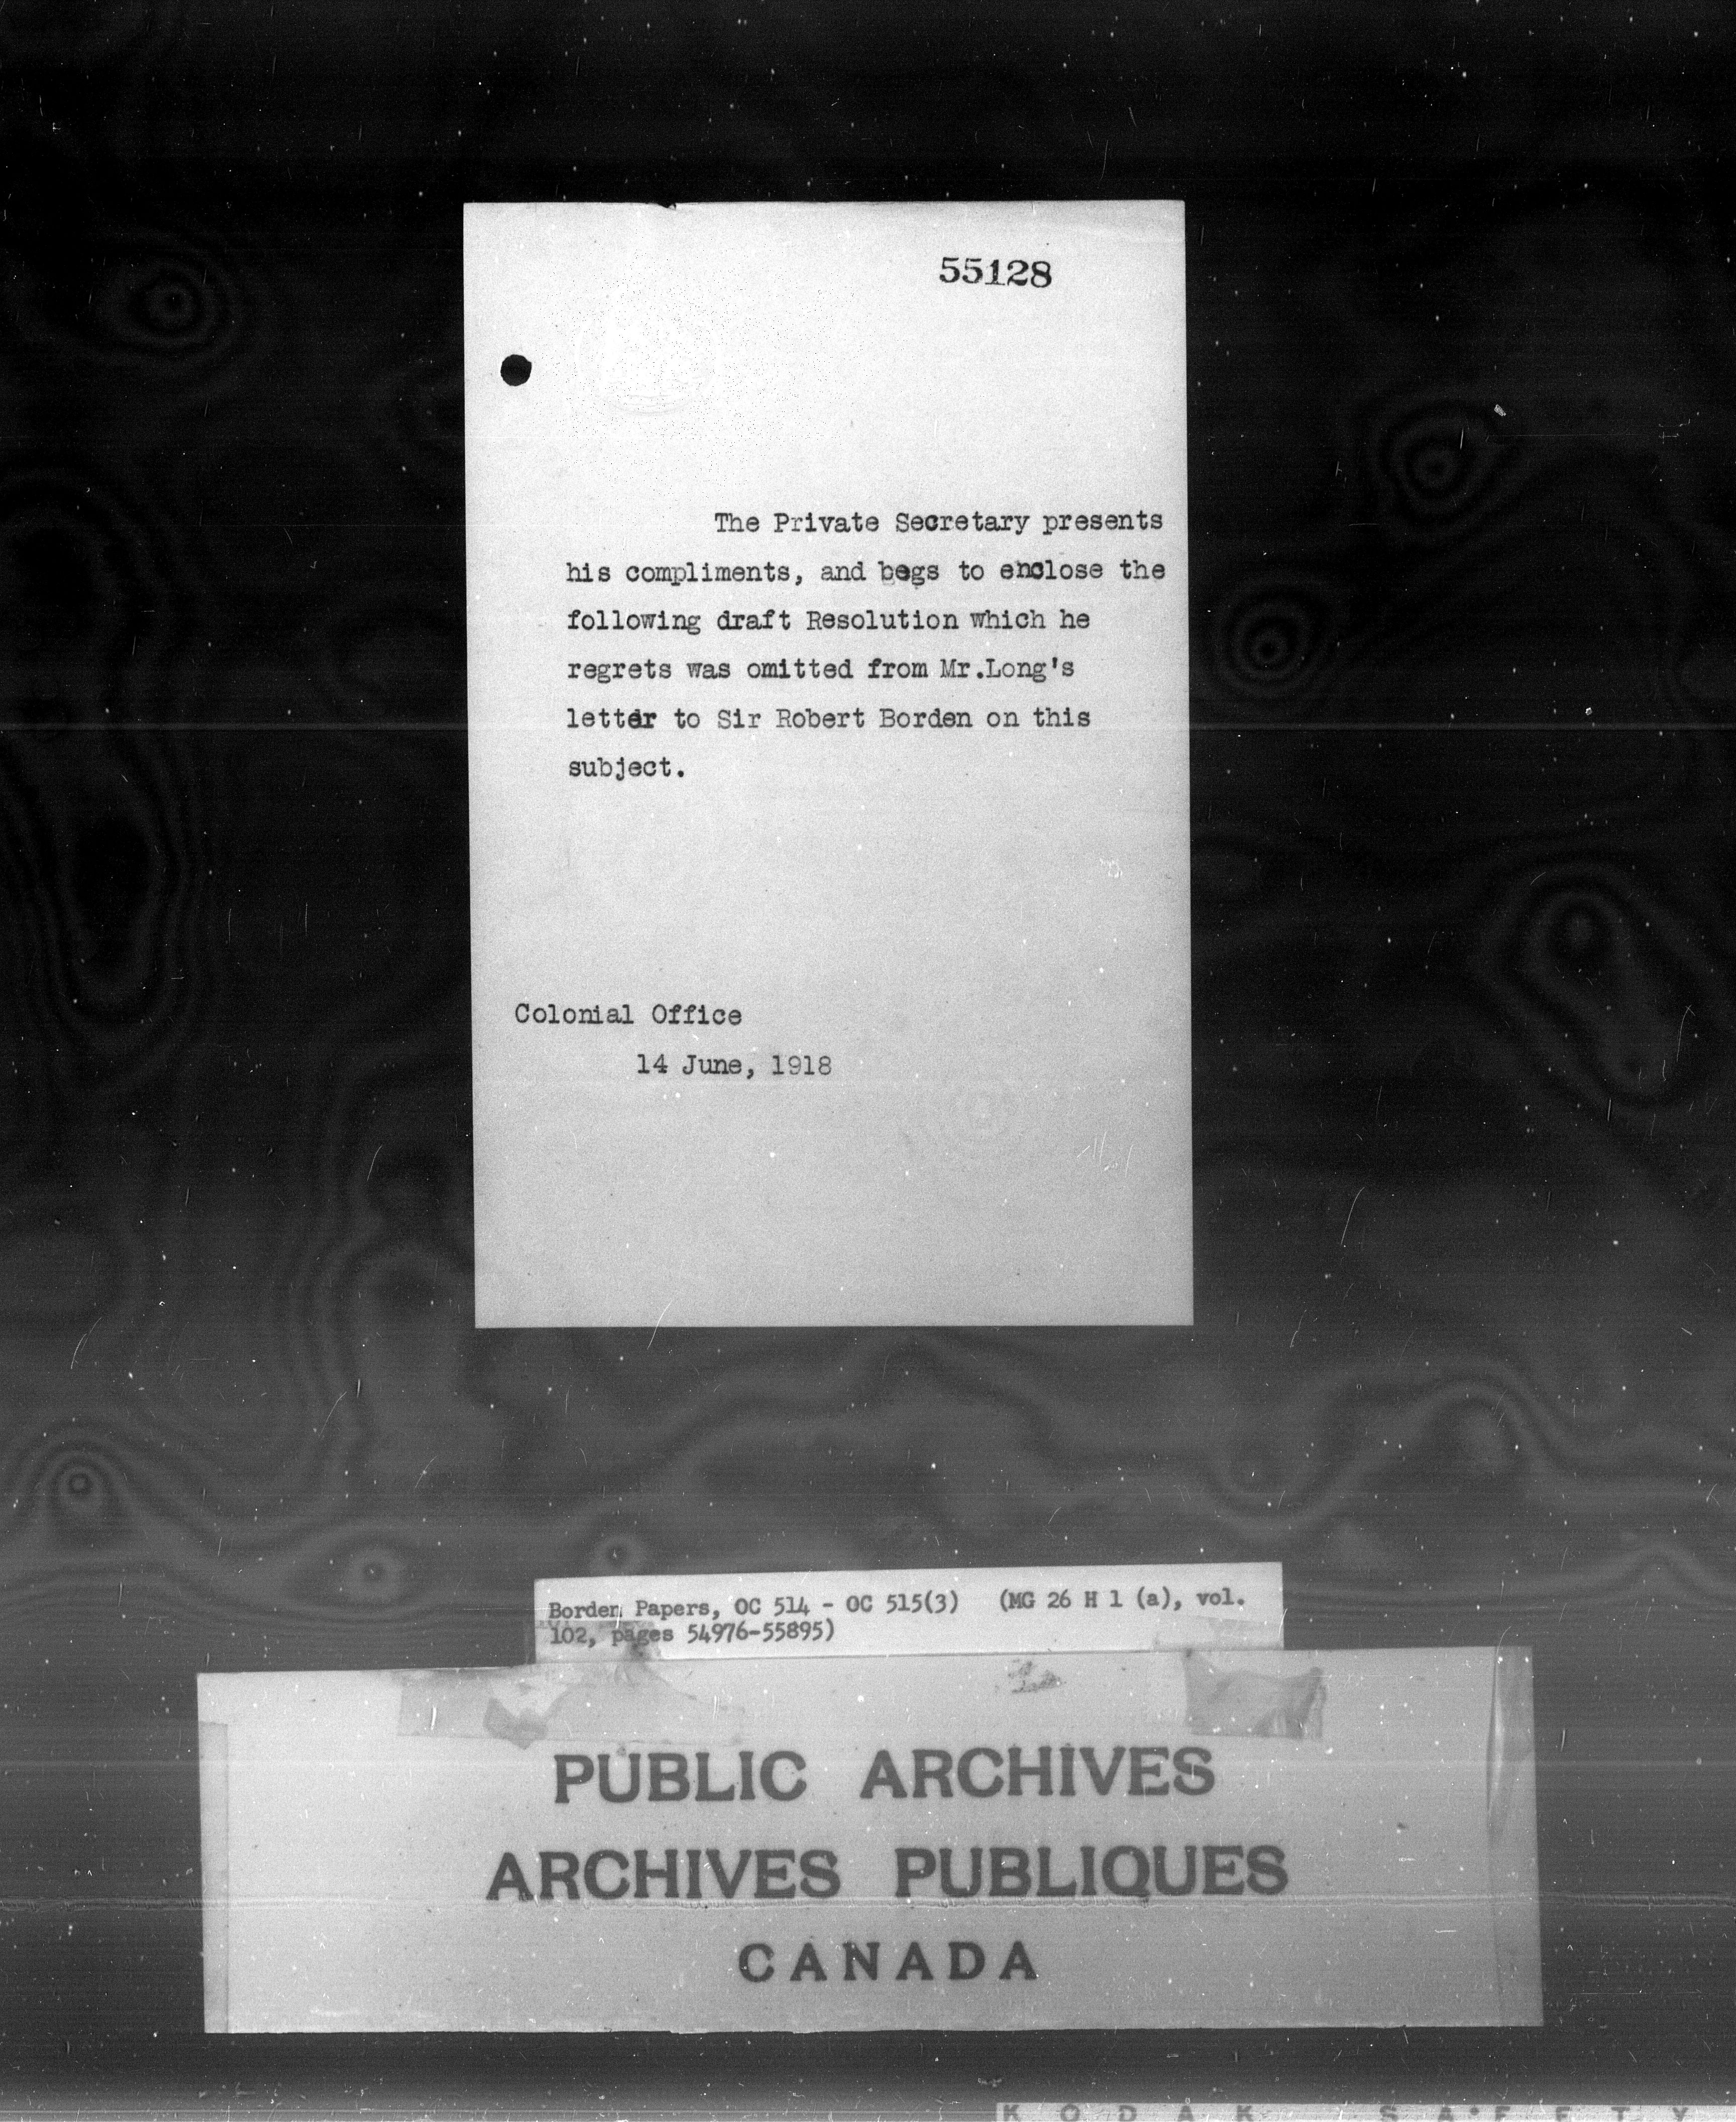 55128
The Private Secretary presents
his compliments, and begs to enclose the
following draft Resolution which he
regrets was omitted from Mr.Long's
letter to Sir Robert Borden on this
subject.
Colonial Office
14 June, 1918
Borden Papers, OC 514 - OC 515(3) (MG 26 H 1 (a), vol.
102, pages 54976-55895)
PUBLIC ARCHIVES
ARCHIVES PUBLIQUES
CANADA
KODAK SAFETY